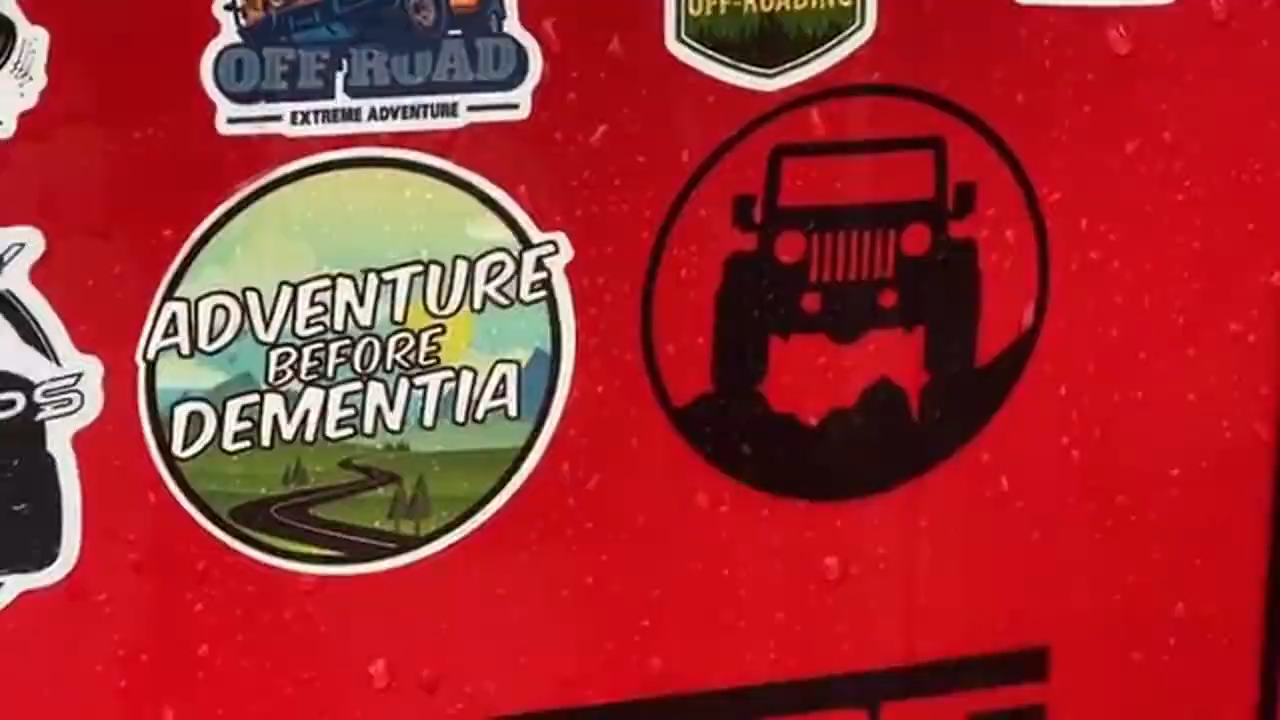 OFF-ROADING
OFF ROAD
EXTREME ADVENTURE
ADVENTURE
BEFORE
DEMENTIA